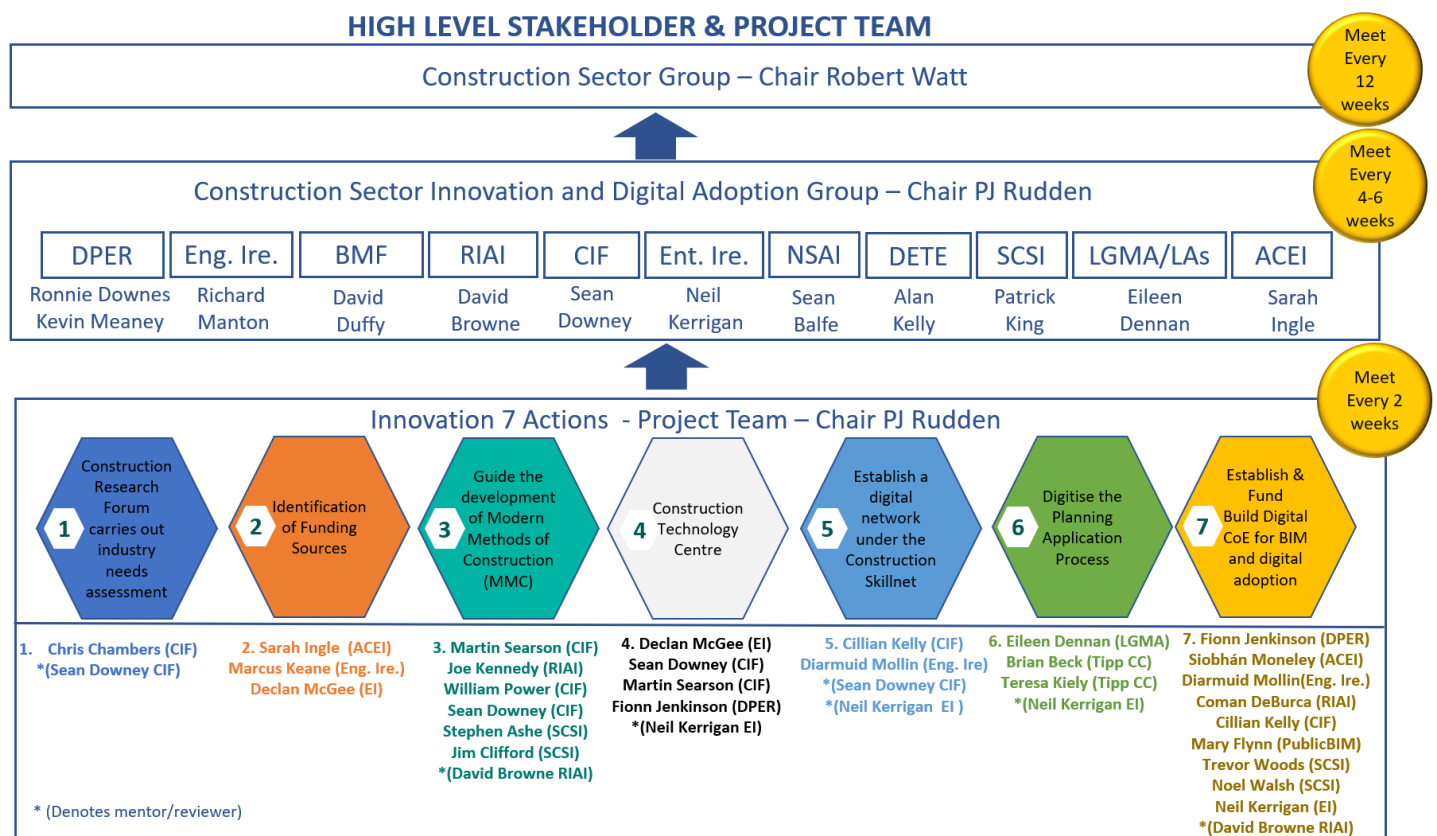 HIGH LEVEL STAKEHOLDER & PROJECT TEAM
Construction Sector Group – Chair Robert Watt
Meet
Every
12
weeks
Construction Sector Innovation and Digital Adoption Group – Chair PJ Rudden
Meet
Every
4-6
weeks
DPER
Ronnie Downes
Kevin Meaney
Eng. Ire.
Richard
Manton
BMF
David
Duffy
RIAI
David
Browne
CIF
Sean
Downey
Ent. Ire.
Neil
Kerrigan
NSAI
Sean
Balfe
DETE
Alan
Kelly
SCSI
Patrick
King
LGMA/LAs
Eileen
Dennan
ACEI
Sarah
Ingle
Innovation 7 Actions - Project Team – Chair PJ Rudden
Meet
Every 2
weeks
1
Construction
Research
Forum
carries out
industry
needs
assessment
2
Identification
of Funding
Sources
3
Guide the
development
of Modern
Methods of
Construction
(MMC)
4
Construction
Technology
Centre
5
Establish a
digital
network
under the
Construction
Skillnet
6
Digitise the
Planning
Application
Process
7
Establish &
Fund
Build Digital
CoE for BIM
and digital
adoption
1. Chris Chambers (CIF)
*(Sean Downey CIF)
2. Sarah Ingle (ACEI)
Marcus Keane (Eng. Ire.)
Declan McGee (EI)
3. Martin Searson (CIF)
Joe Kennedy (RIAI)
William Power (CIF)
Sean Downey (CIF)
Stephen Ashe (SCSI)
Jim Clifford (SCSI)
*(David Browne RIAI)
4. Declan McGee (EI)
Sean Downey (CIF)
Martin Searson (CIF)
Fionn Jenkinson (DPER)
*(Neil Kerrigan EI)
5. Cillian Kelly (CIF)
Diarmuid Mollin (Eng. Ire)
*(Sean Downey CIF)
*(Neil Kerrigan EI )
6. Eileen Dennan (LGMA)
Brian Beck (Tipp CC)
Teresa Kiely (Tipp CC)
*(Neil Kerrigan EI)
7. Fionn Jenkinson (DPER)
Siobhán Moneley (ACEI)
Diarmuid Mollin(Eng. Ire.)
Coman DeBurca (RIAI)
Cillian Kelly (CIF)
Mary Flynn (PublicBIM)
Trevor Woods (SCSI)
Noel Walsh (SCSI)
Neil Kerrigan (EI)
*(David Browne RIAI)
* (Denotes mentor/reviewer)